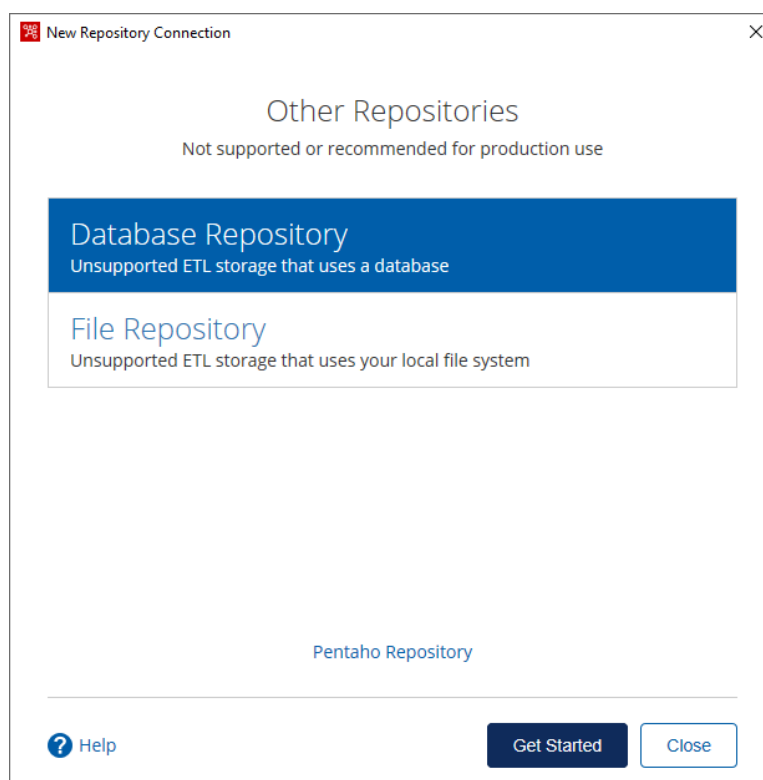 New Repository Connection
Other Repositories
Not supported or recommended for production use
Database Repository
Unsupported ETL storage that uses a database
File Repository
Unsupported ETL storage that uses your local file system
Pentaho Repository
? Help
Get Started
Close